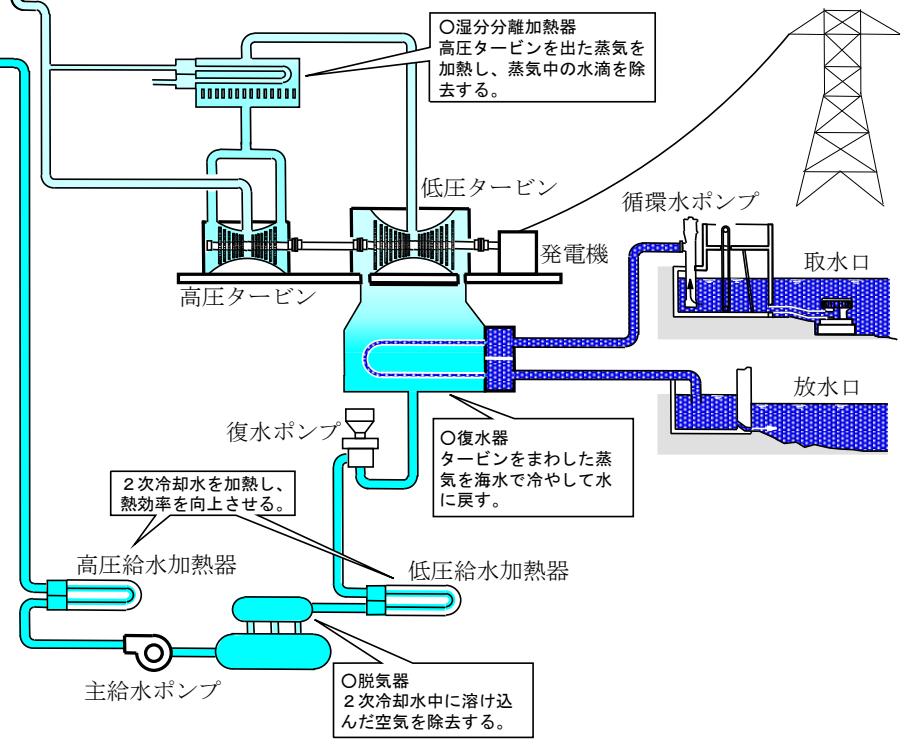 〇湿分分離加熱器
高圧タービンを出た蒸気を
加熱し、蒸気中の水滴を除
去する。
低圧タービン
循環水ポンプ
発電機
取水口
高圧タービン
放水口
復水ポンプ
〇復水器
タービンをまわした蒸
気を海水で冷やして水
に戻す。
２次冷却水を加熱し、
熱効率を向上させる。
高圧給水加熱器
低圧給水加熱器
主給水ポンプ
〇脱気器
２次冷却水中に溶け込
んだ空気を除去する。